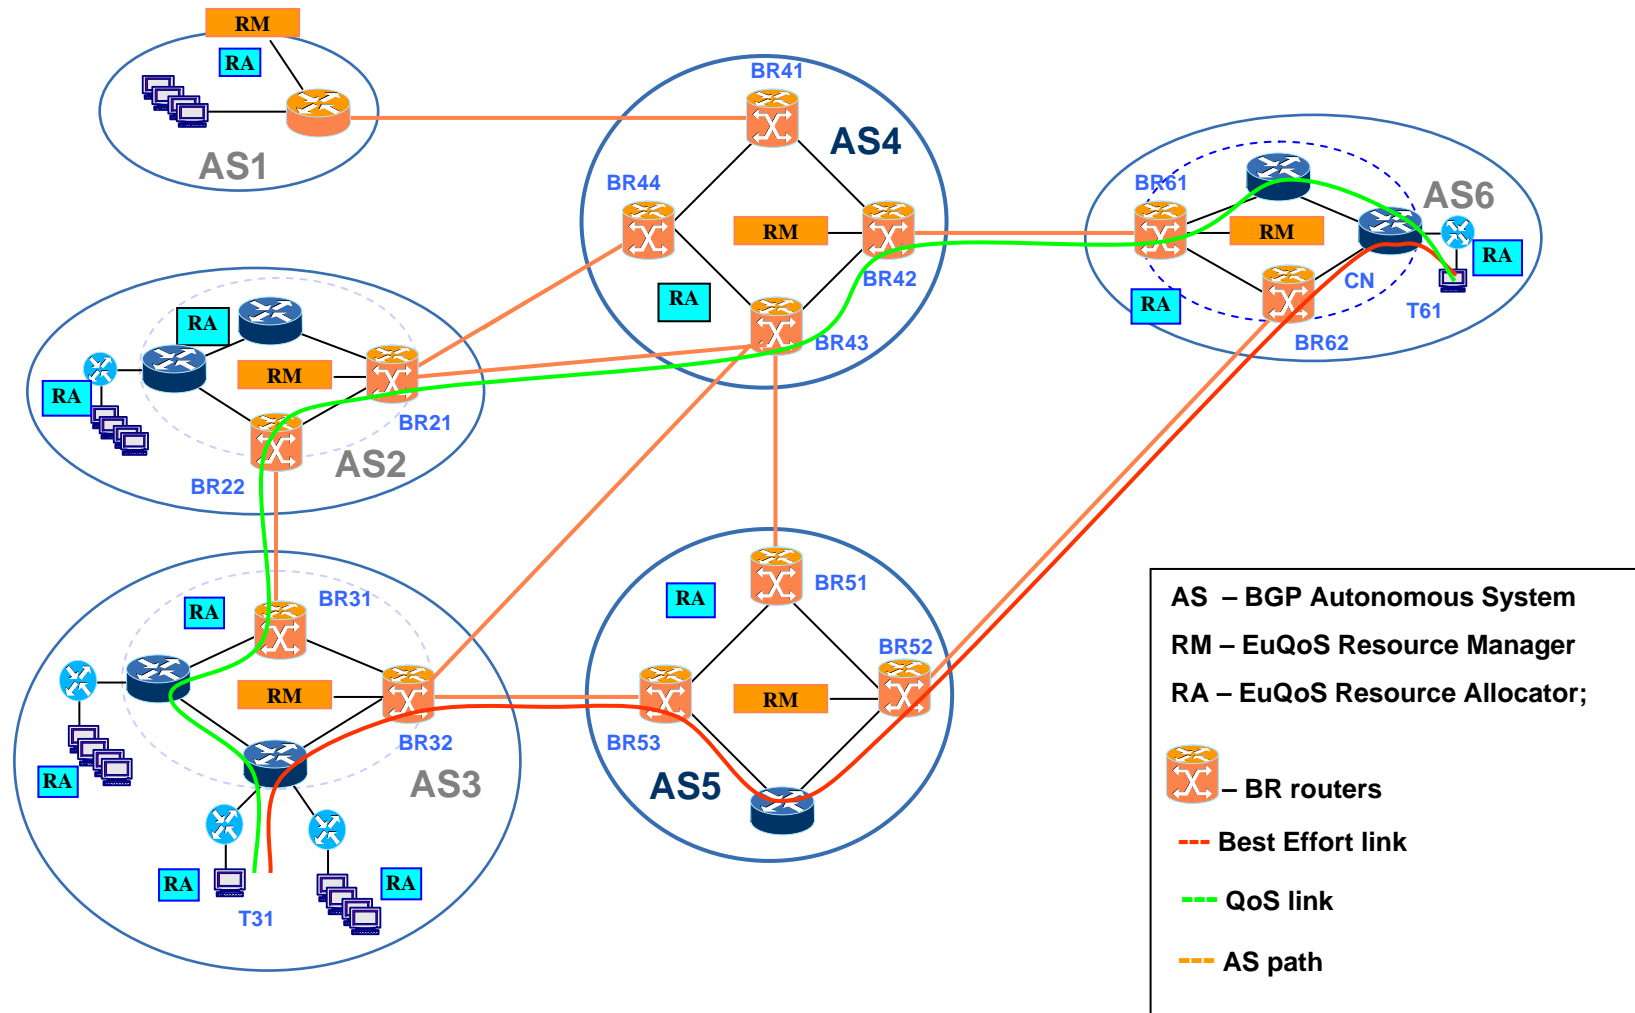 RM
RA
AS1
BR41
AS4
BR44
RM
BR42
RA
BR43
BR61
AS6
RM
RA
CN
RA
T61
BR62
RA
RM
RA
BR21
AS2
BR22
RA
BR31
RM
BR32
AS3
RA
RA
RA
T31
RA
BR51
BR52
RM
BR53
AS5
AS – BGP Autonomous System
RM – EuQoS Resource Manager
RA – EuQoS Resource Allocator;
– BR routers
Best Effort link
QoS link
AS path